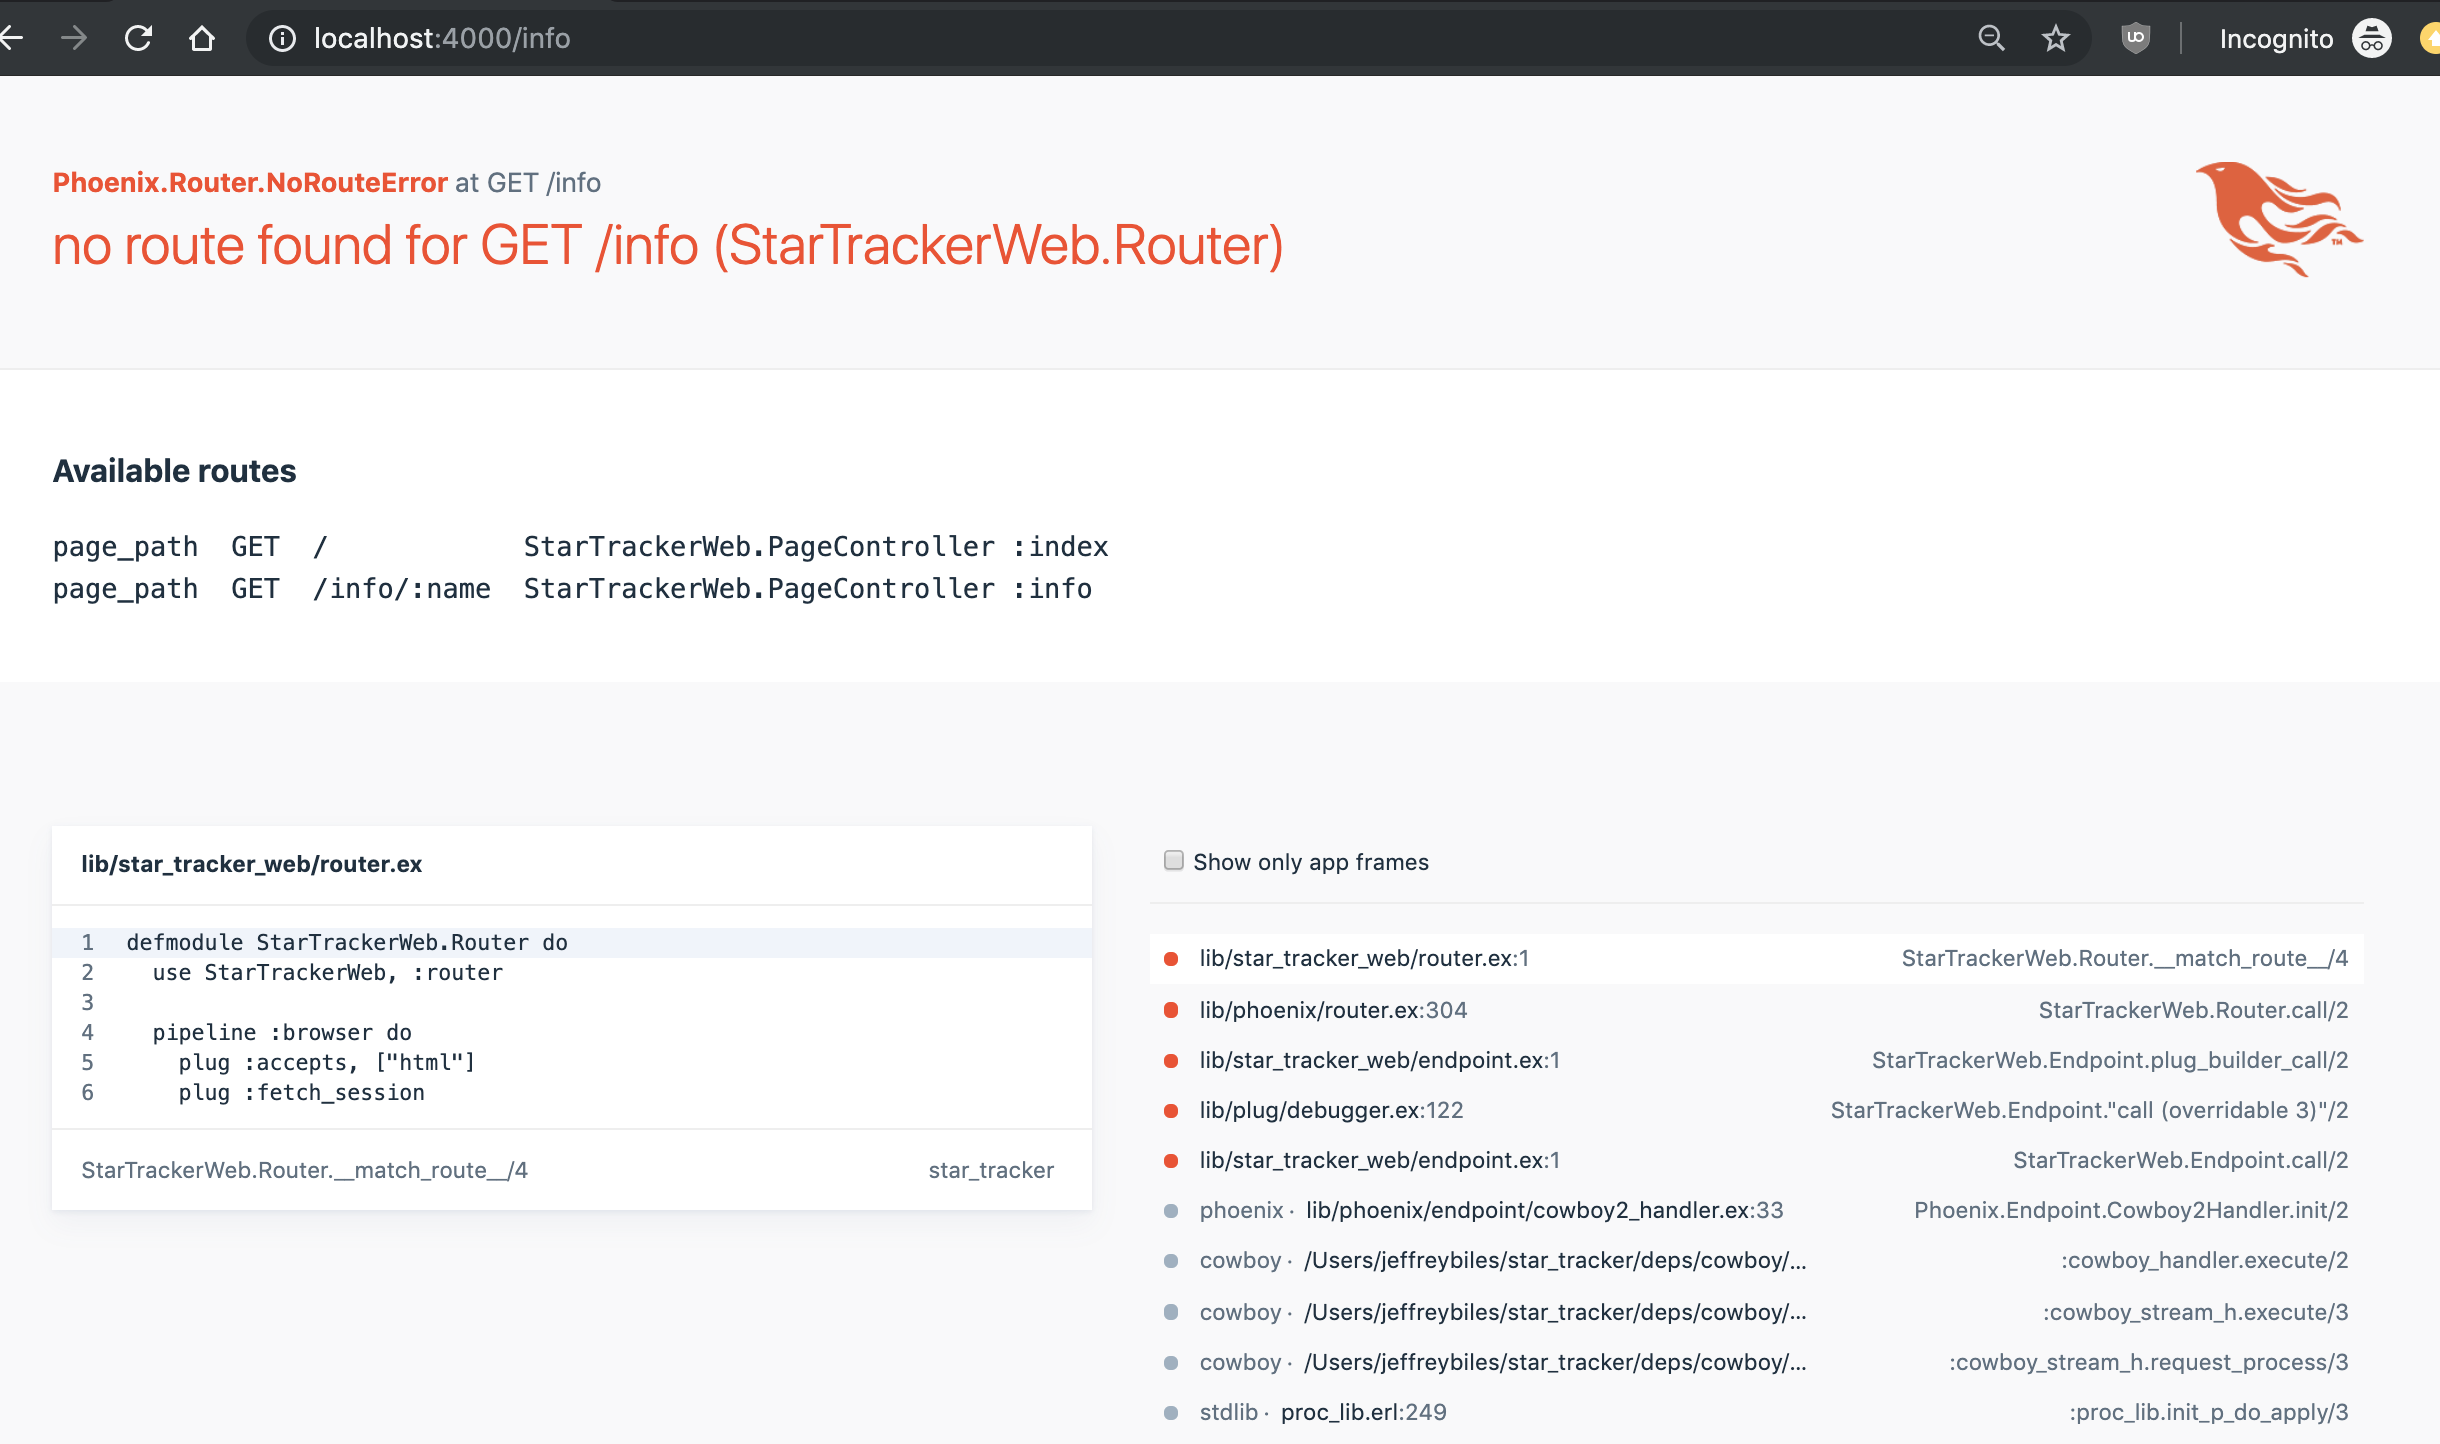 localhost:4000/info
Incognito
Phoenix.Router.NoRouteError at GET /info
no route found for GET /info (StarTrackerWeb.Router)
TM
Available routes
page_path  GET  /            StarTrackerWeb.PageController :index
page_path  GET  /info/:name  StarTrackerWeb.PageController :info
lib/star_tracker_web/router.ex
1  defmodule StarTrackerWeb.Router do
2    use StarTrackerWeb, :router
3
4    pipeline :browser do
5      plug :accepts, ["html"]
6      plug :fetch_session
StarTrackerWeb.Router.__match_route__/4 star_tracker
Show only app frames
lib/star_tracker_web/router.ex:1 StarTrackerWeb.Router.__match_route__/4
lib/phoenix/router.ex:304 StarTrackerWeb.Router.call/2
lib/star_tracker_web/endpoint.ex:1 StarTrackerWeb.Endpoint.plug_builder_call/2
lib/plug/debugger.ex:122 StarTrackerWeb.Endpoint."call (overridable 3)"/2
lib/star_tracker_web/endpoint.ex:1 StarTrackerWeb.Endpoint.call/2
phoenix · lib/phoenix/endpoint/cowboy2_handler.ex:33 Phoenix.Endpoint.Cowboy2Handler.init/2
cowboy · /Users/jeffreybiles/star_tracker/deps/cowboy/... :cowboy_handler.execute/2
cowboy · /Users/jeffreybiles/star_tracker/deps/cowboy/... :cowboy_stream_h.execute/3
cowboy · /Users/jeffreybiles/star_tracker/deps/cowboy/... :cowboy_stream_h.request_process/3
stdlib · proc_lib.erl:249 :proc_lib.init_p_do_apply/3